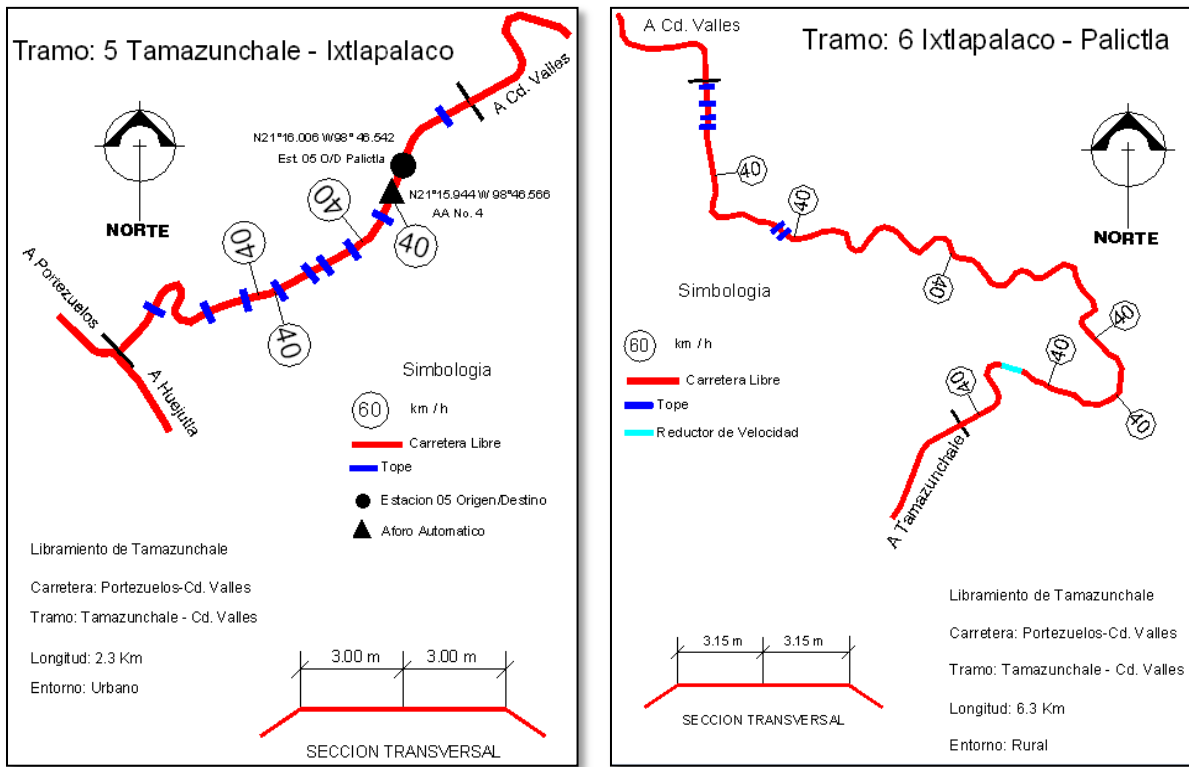 Tramo: 5 Tamazunchale - Ixtlapalaco
A Cd. Valles
N21°16.006 W98° 46.542
Est. 05 O/D Palictla
N21°15.944 W 98°46.566
AA No. 4
NORTE
40
40
40
40
A Portezuelos
A Huejutla
Simbologia
60 km / h
Carretera Libre
Tope
Estacion 05 Origen/Destino
Aforo Automatico
Libramiento de Tamazunchale
Carretera: Portezuelos-Cd. Valles
Tramo: Tamazunchale - Cd. Valles
Longitud: 2.3 Km
Entorno: Urbano
3.00 m 3.00 m
SECCION TRANSVERSAL
Tramo: 6 Ixtlapalaco - Palictla
A Cd. Valles
NORTE
40
40
40
40
40
40
40
A Tamazunchale
Simbologia
60 km / h
Carretera Libre
Tope
Reductor de Velocidad
3.15 m 3.15 m
SECCION TRANSVERSAL
Libramiento de Tamazunchale
Carretera: Portezuelos-Cd. Valles
Tramo: Tamazunchale - Cd. Valles
Longitud: 6.3 Km
Entorno: Rural